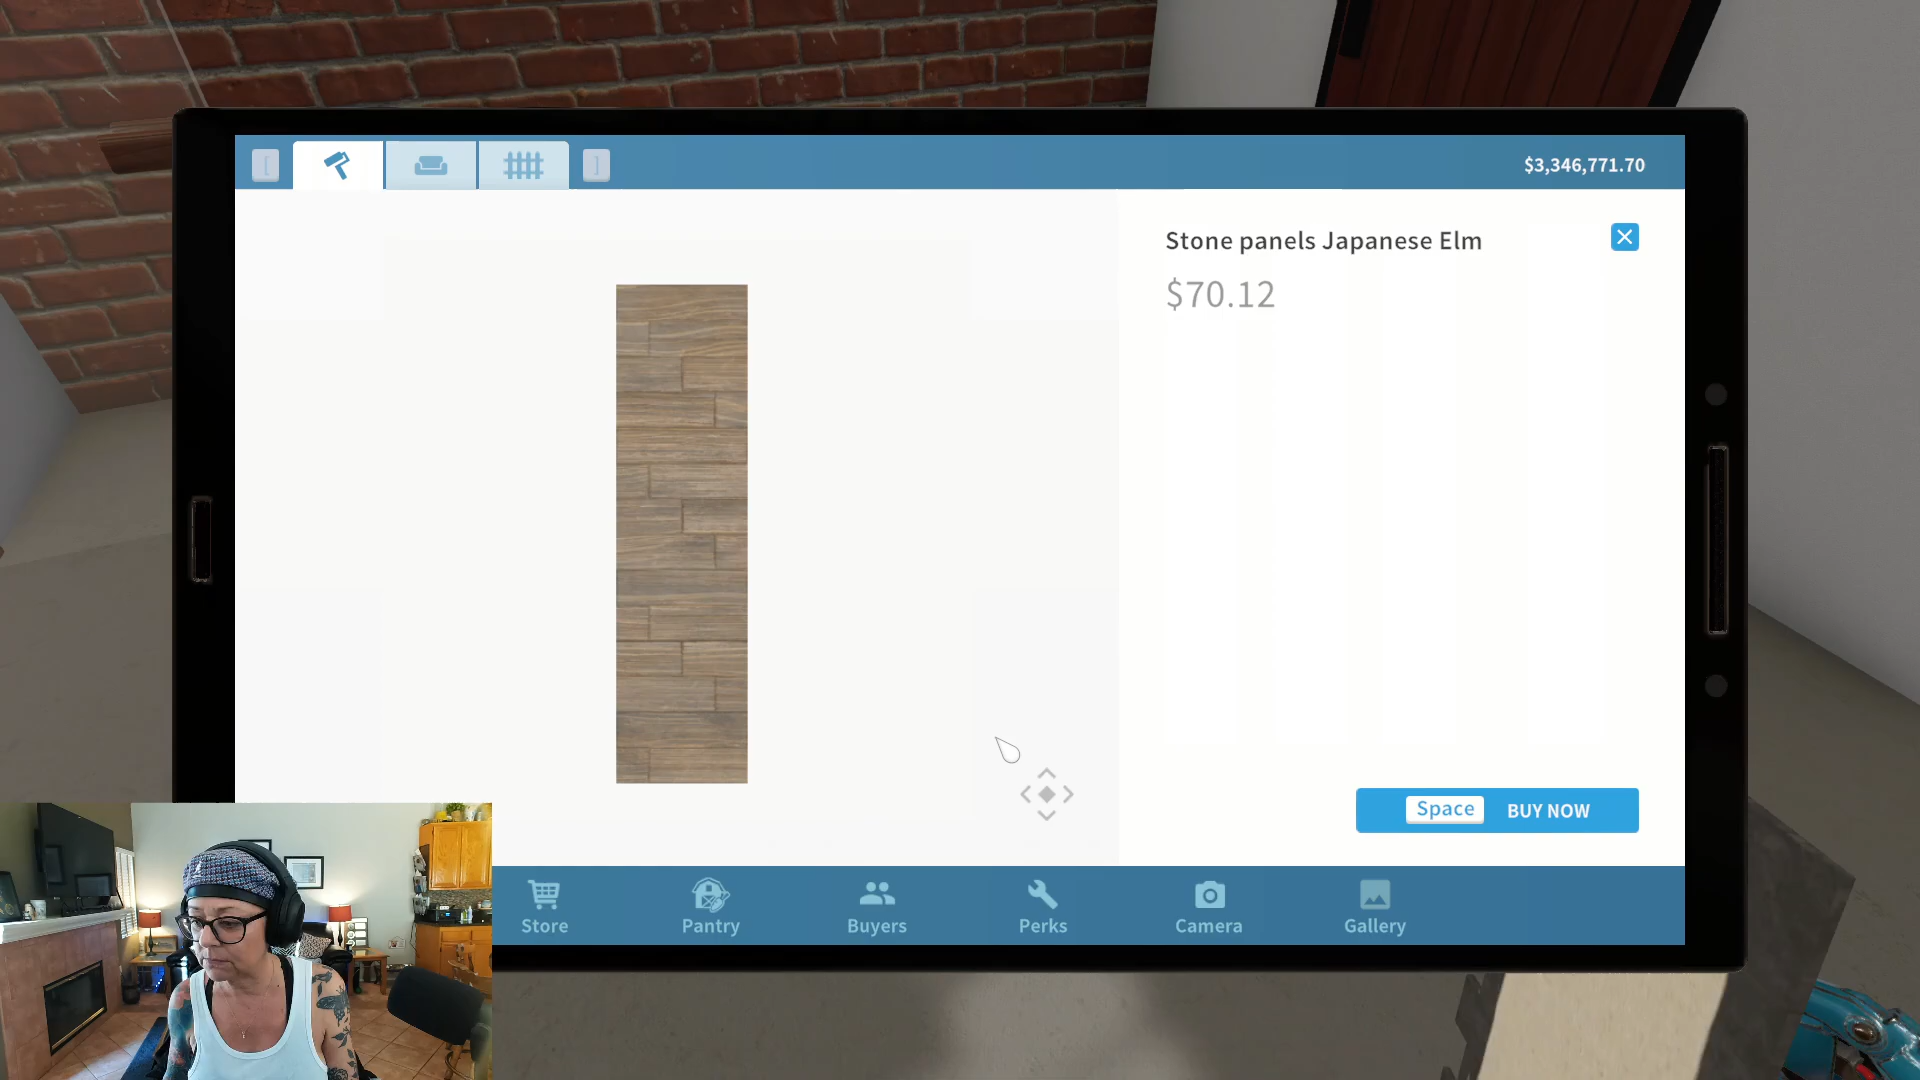 [
]
$3,346,771.70
Stone panels Japanese Elm
$70.12
Space BUY NOW
Store
Pantry
Buyers
Perks
Camera
Gallery